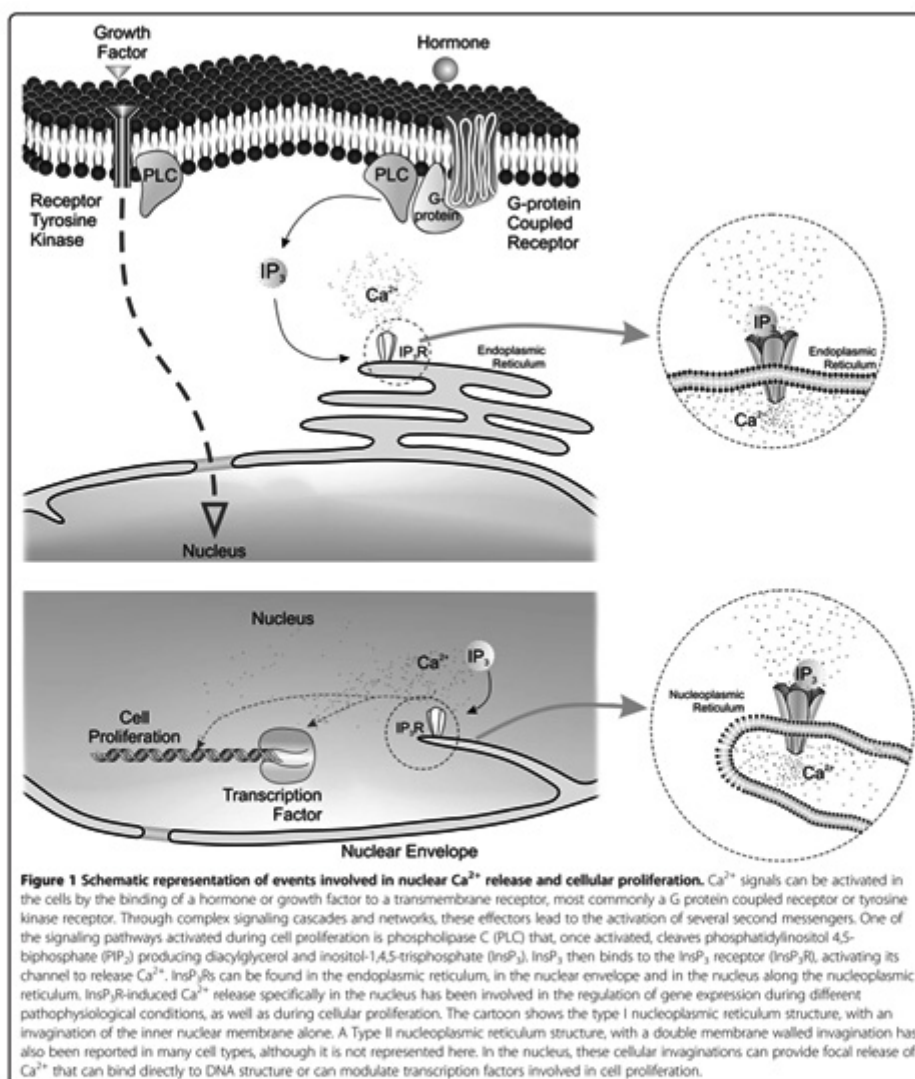 Growth
Factor
Hormone
PLC
PLC
G-
protein
Receptor
Tyrosine
Kinase
G-protein
Coupled
Receptor
IP₃
Ca²⁺
IP₃R
Endoplasmic
Reticulum
Nucleus
IP₃
Endoplasmic
Reticulum
Ca²⁺
Nucleus
Ca²⁺
IP₃
Cell
Proliferation
IP₃R
Transcription
Factor
Nuclear Envelope
IP₃
Nucleoplasmic
Reticulum
Ca²⁺
Figure 1 Schematic representation of events involved in nuclear Ca²⁺ release and cellular proliferation. Ca²⁺ signals can be activated in
the cells by the binding of a hormone or growth factor to a transmembrane receptor, most commonly a G protein coupled receptor or tyrosine
kinase receptor. Through complex signaling cascades and networks, these effectors lead to the activation of several second messengers. One of
the signaling pathways activated during cell proliferation is phospholipase C (PLC) that, once activated, cleaves phosphatidylinositol 4,5-
biphosphate (PIP₂) producing diacylglycerol and inositol-1,4,5-trisphosphate (InsP₃). InsP₃ then binds to the InsP₃ receptor (InsP₃R), activating its
channel to release Ca²⁺. InsP₃Rs can be found in the endoplasmic reticulum, in the nuclear envelope and in the nucleus along the nucleoplasmic
reticulum. InsP₃R-induced Ca²⁺ release specifically in the nucleus has been involved in the regulation of gene expression during different
pathophysiological conditions, as well as during cellular proliferation. The cartoon shows the type I nucleoplasmic reticulum structure, with an
invagination of the inner nuclear membrane alone. A Type II nucleoplasmic reticulum structure, with a double membrane walled invagination has
also been reported in many cell types, although it is not represented here. In the nucleus, these cellular invaginations can provide focal release of
Ca²⁺ that can bind directly to DNA structure or can modulate transcription factors involved in cell proliferation.